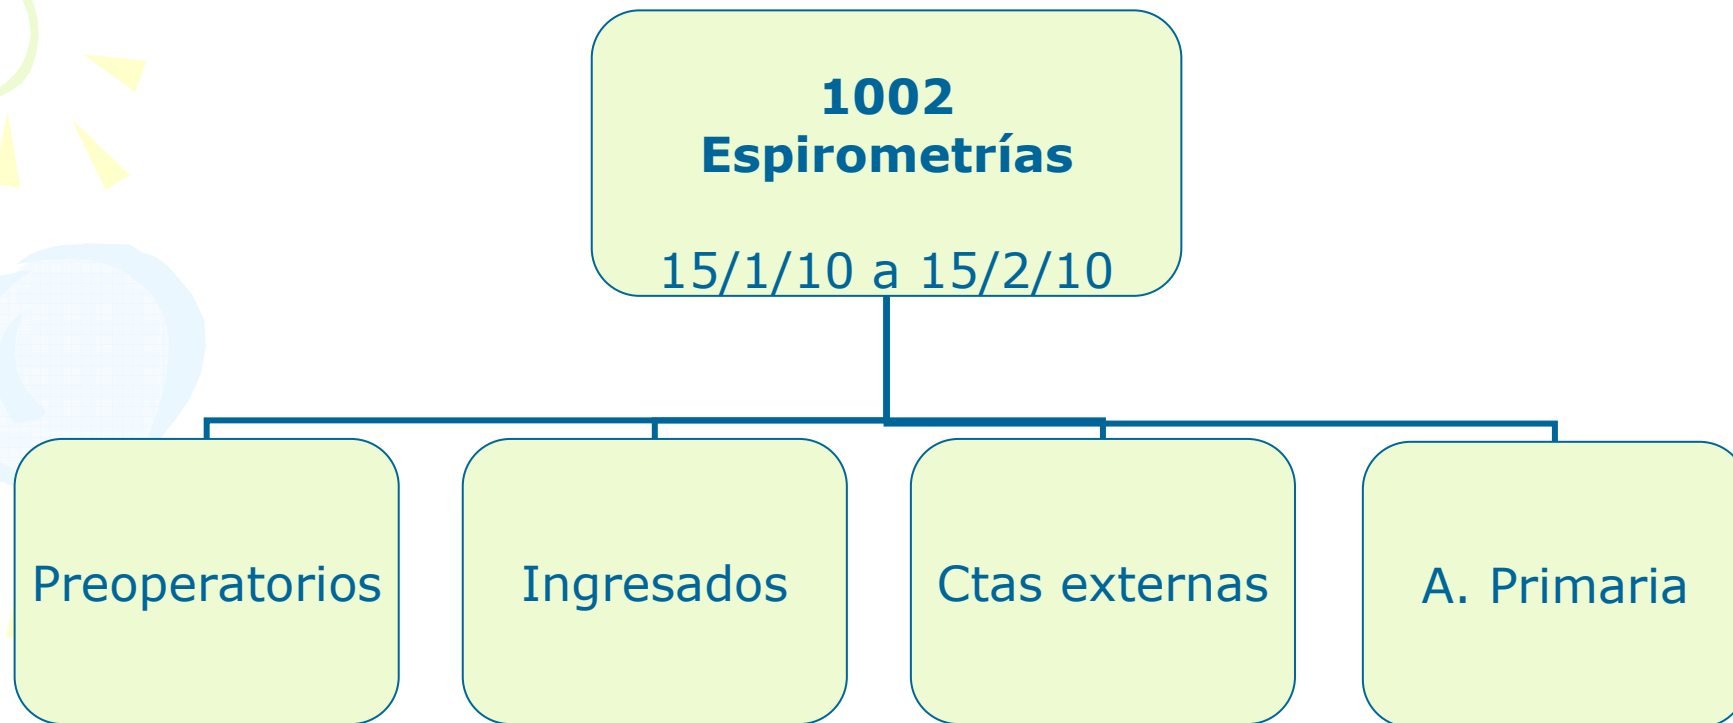 1002
Espirometrías
15/1/10 a 15/2/10
Preoperatorios
Ingresados
Ctas externas
A. Primaria